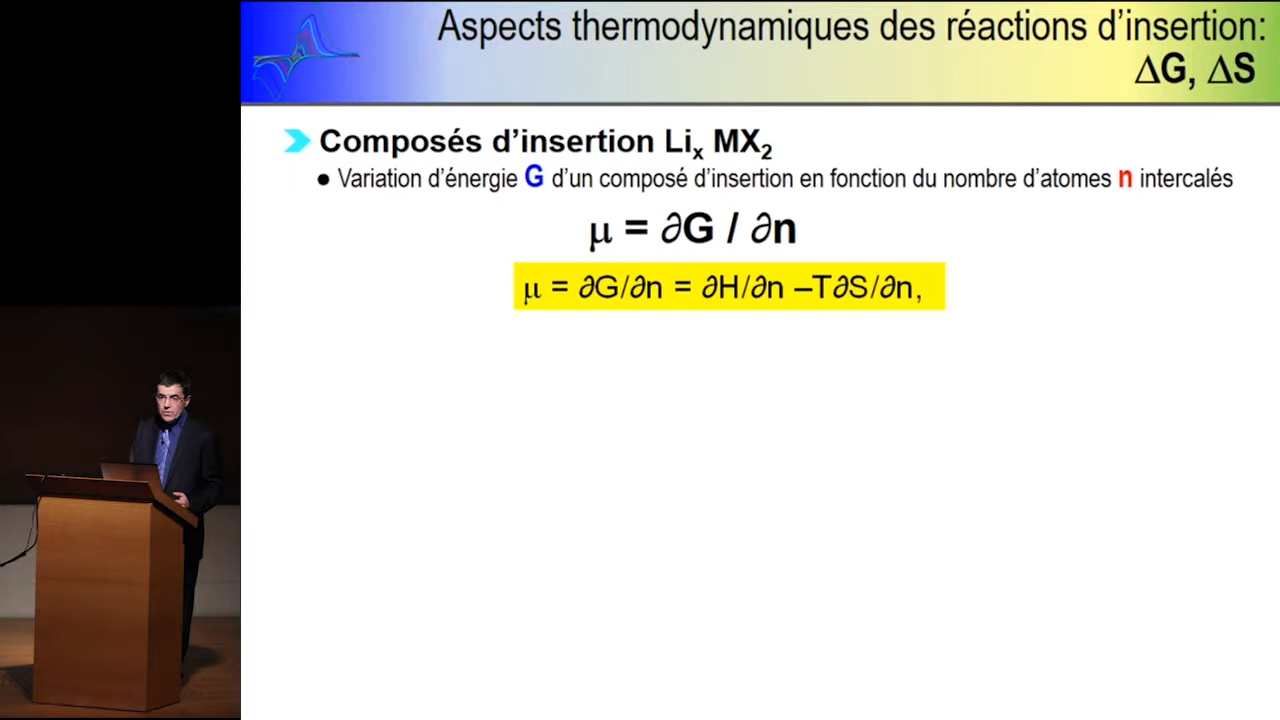 Aspects thermodynamiques des réactions d’insertion:
ΔG, ΔS
Composés d’insertion Liₓ MX₂
● Variation d’énergie G d’un composé d’insertion en fonction du nombre d’atomes n intercalés
μ = ∂G / ∂n
μ = ∂G/∂n = ∂H/∂n –T∂S/∂n,